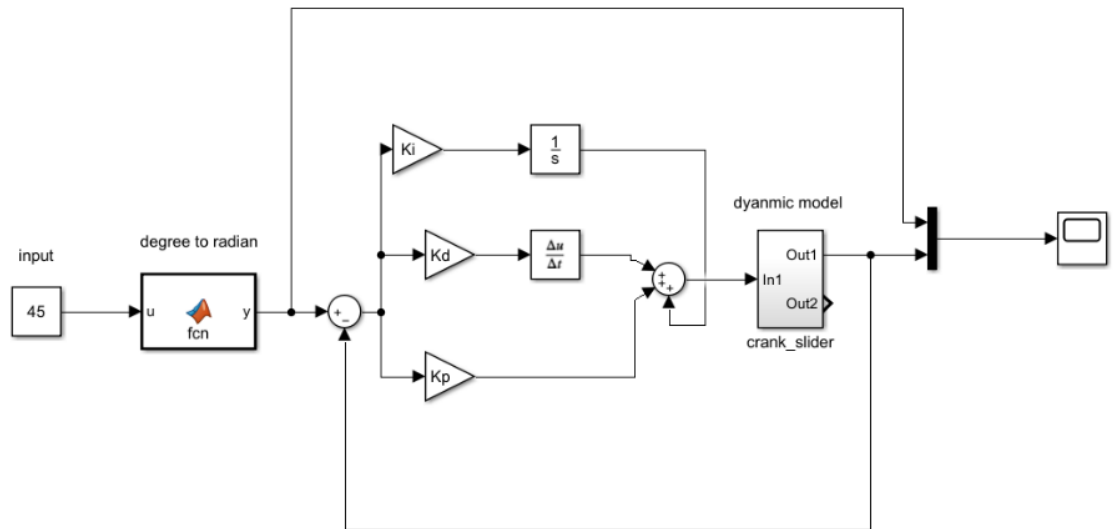 Ki
1
s
dyanmic model
degree to radian
input
Kd
Δu
Δt
+
+
+
Out1
In1
Out2
45
u
fcn
y
+
−
crank_slider
Kp